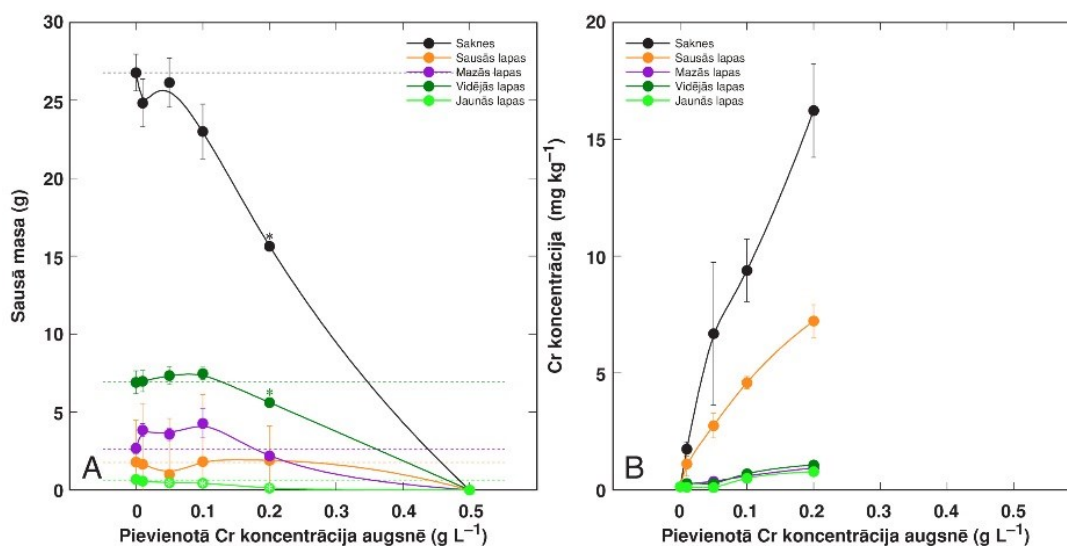 30
25
20
15
10
5
0
Sausā masa (g)
Saknes
Sausās lapas
Mazās lapas
Vidējās lapas
Jaunās lapas
*
*
A
0 0.1 0.2 0.3 0.4 0.5
Pievienotā Cr koncentrācija augsnē (g L⁻¹)
20
15
10
5
0
Cr koncentrācija (mg kg⁻¹)
Saknes
Sausās lapas
Mazās lapas
Vidējās lapas
Jaunās lapas
B
0 0.1 0.2 0.3 0.4 0.5
Pievienotā Cr koncentrācija augsnē (g L⁻¹)